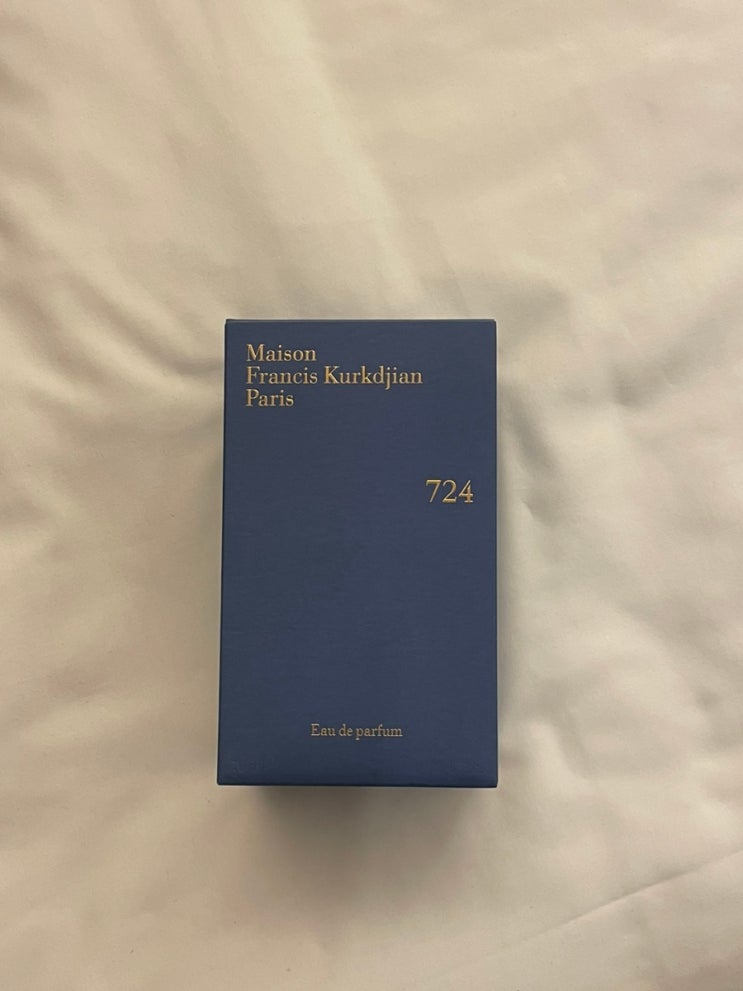 Maison
Francis Kurkdjian
Paris
724
Eau de parfum